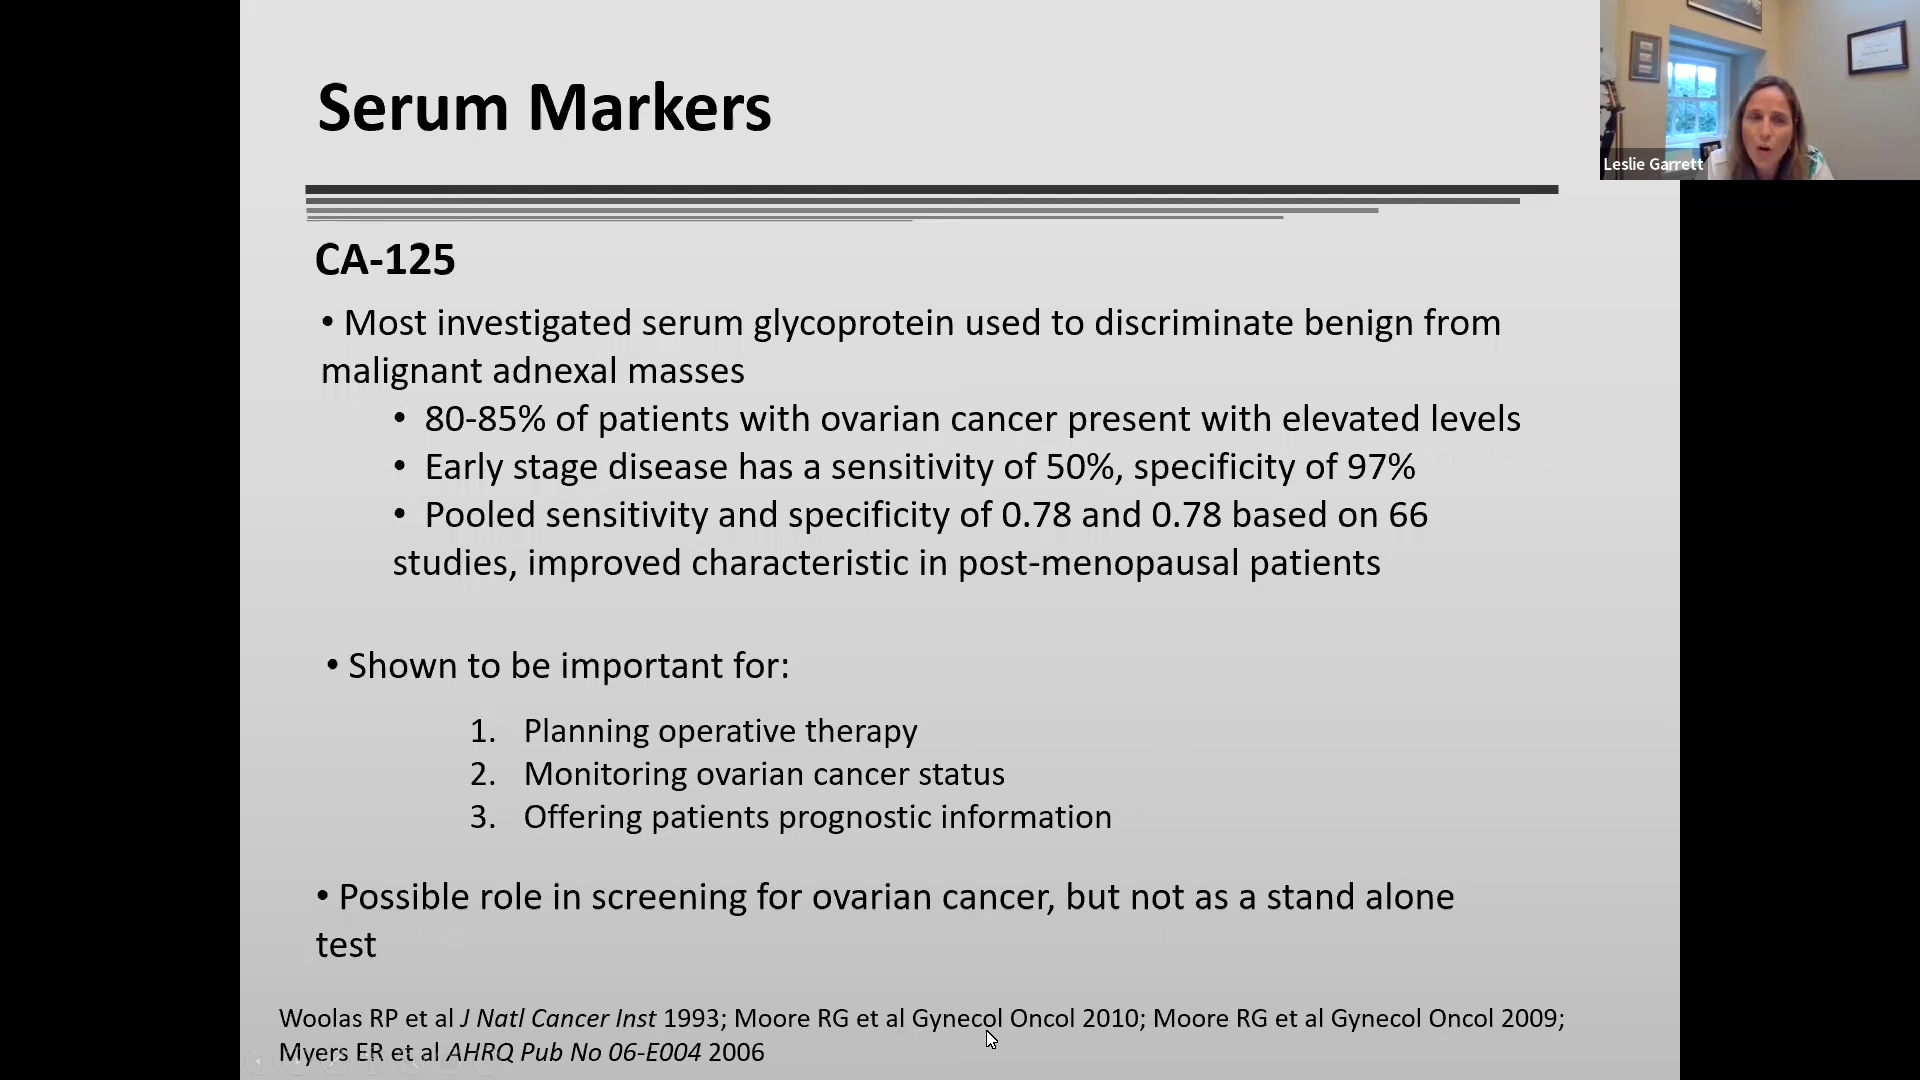 Serum Markers
Leslie Garrett
CA-125
• Most investigated serum glycoprotein used to discriminate benign from
malignant adnexal masses
• 80-85% of patients with ovarian cancer present with elevated levels
• Early stage disease has a sensitivity of 50%, specificity of 97%
• Pooled sensitivity and specificity of 0.78 and 0.78 based on 66
studies, improved characteristic in post-menopausal patients
• Shown to be important for:
1. Planning operative therapy
2. Monitoring ovarian cancer status
3. Offering patients prognostic information
• Possible role in screening for ovarian cancer, but not as a stand alone
test
Woolas RP et al J Natl Cancer Inst 1993; Moore RG et al Gynecol Oncol 2010; Moore RG et al Gynecol Oncol 2009;
Myers ER et al AHRQ Pub No 06-E004 2006